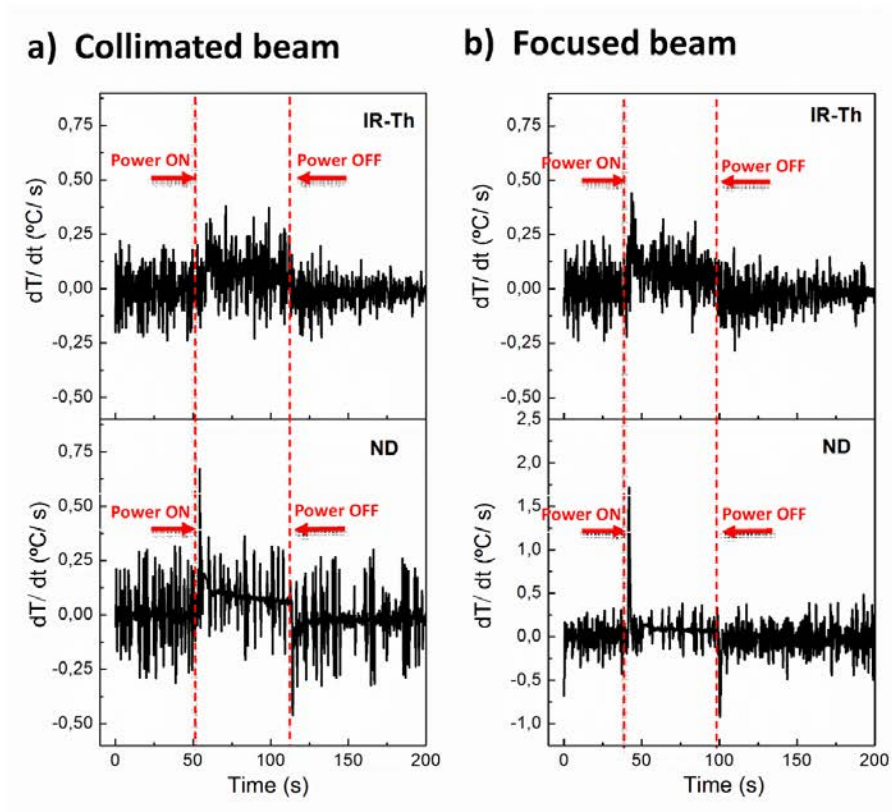 a) Collimated beam
0,75
0,50
0,25
0,00
-0,25
-0,50
dT/ dt (ºC/ s)
IR-Th
Power ON
Power OFF
0,75
0,50
0,25
0,00
-0,25
-0,50
dT/ dt (ºC/ s)
ND
Power ON
Power OFF
0 50 100 150 200
Time (s)
b) Focused beam
0,75
0,50
0,25
0,00
-0,25
-0,50
dT/ dt (ºC/ s)
IR-Th
Power ON
Power OFF
2,5
2,0
1,5
1,0
0,5
0,0
-0,5
-1,0
dT/ dt (ºC/ s)
ND
Power ON
Power OFF
0 50 100 150 200
Time (s)